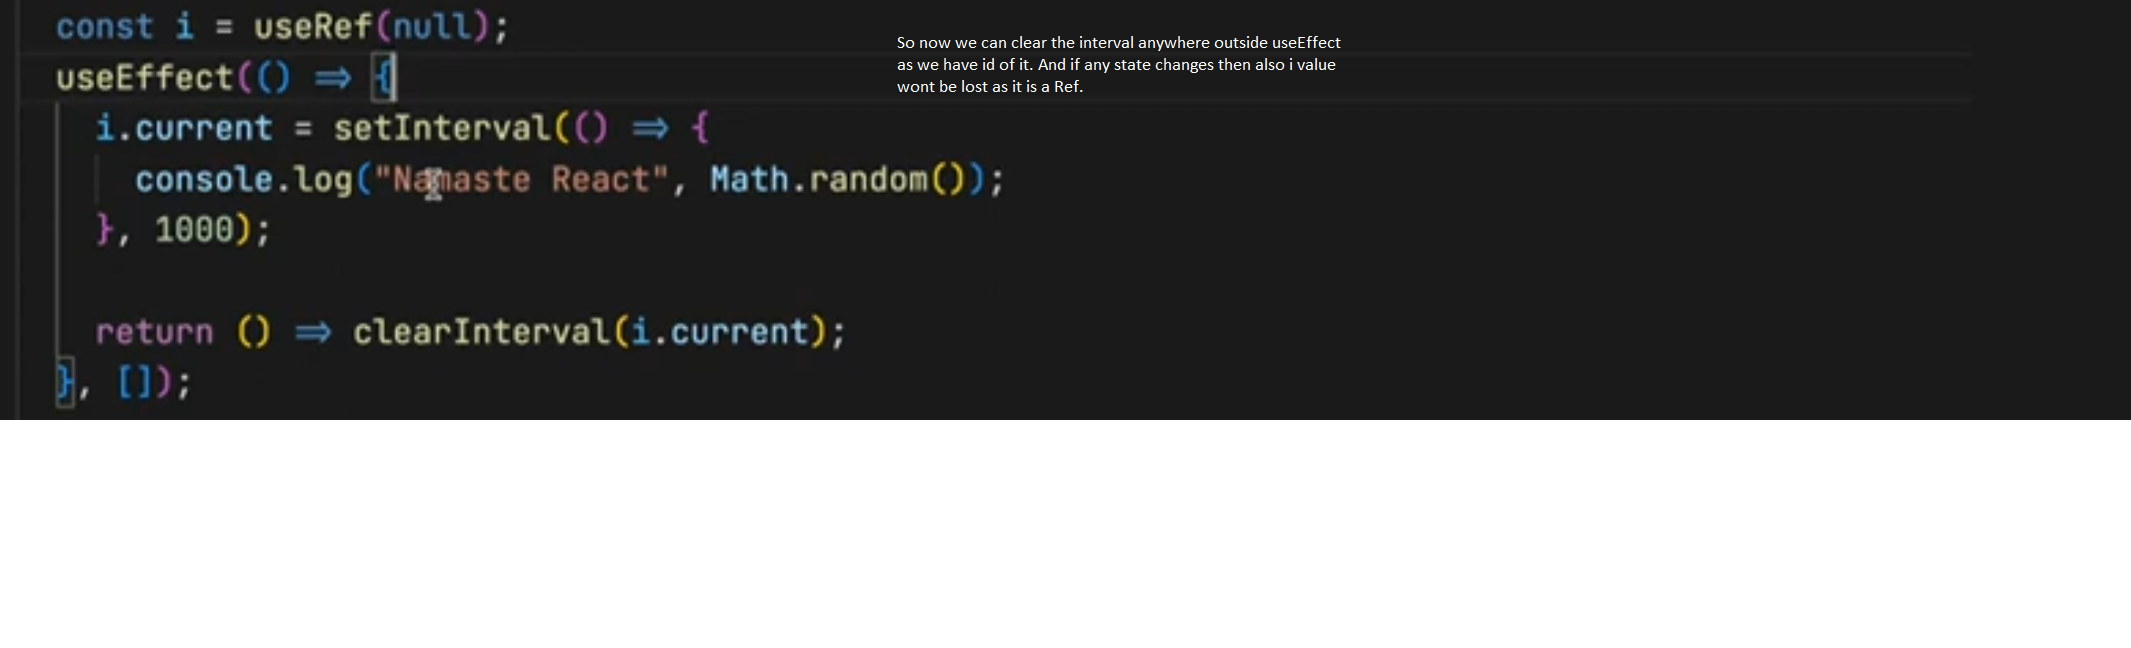 const i = useRef(null);
useEffect(() => {
i.current = setInterval(() => {
console.log("Namaste React", Math.random());
}, 1000);
return () => clearInterval(i.current);
}, []);
So now we can clear the interval anywhere outside useEffect
as we have id of it. And if any state changes then also i value
wont be lost as it is a Ref.